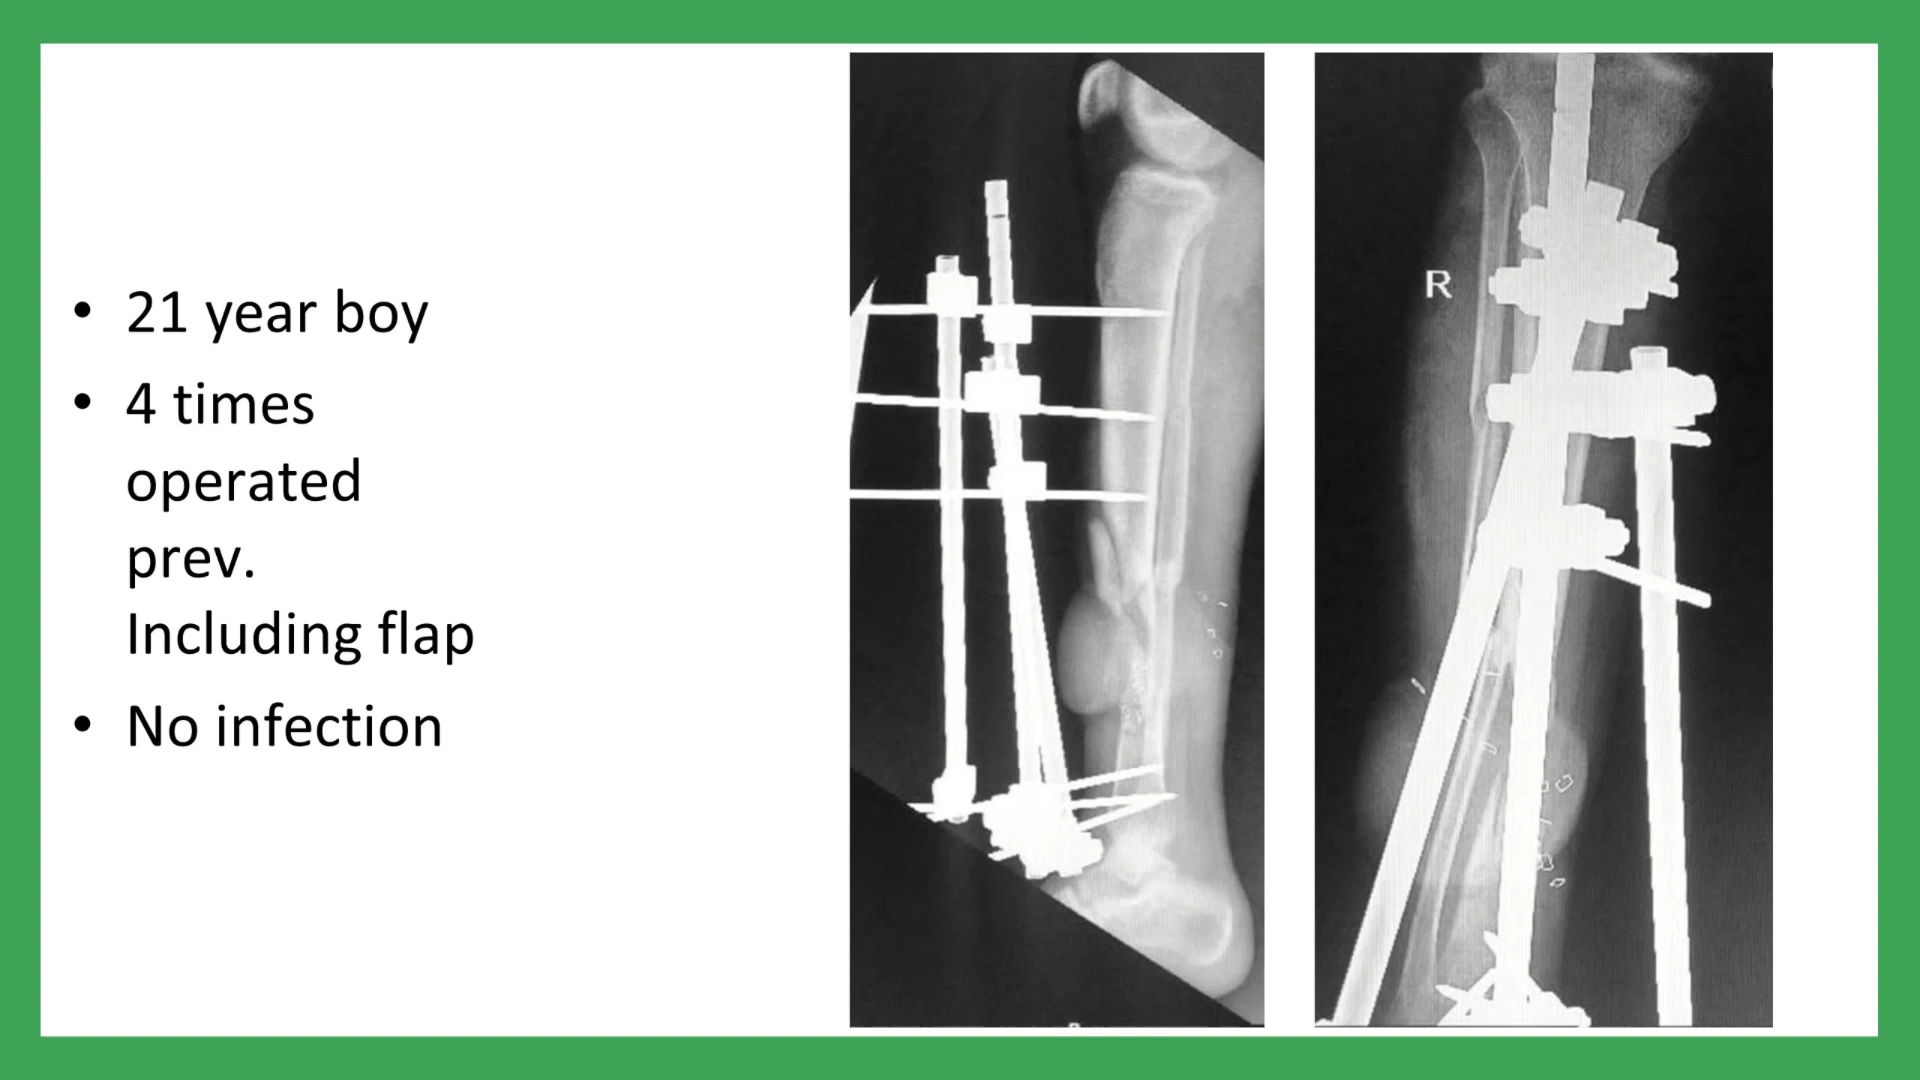 • 21 year boy
• 4 times
operated
prev.
Including flap
• No infection
R